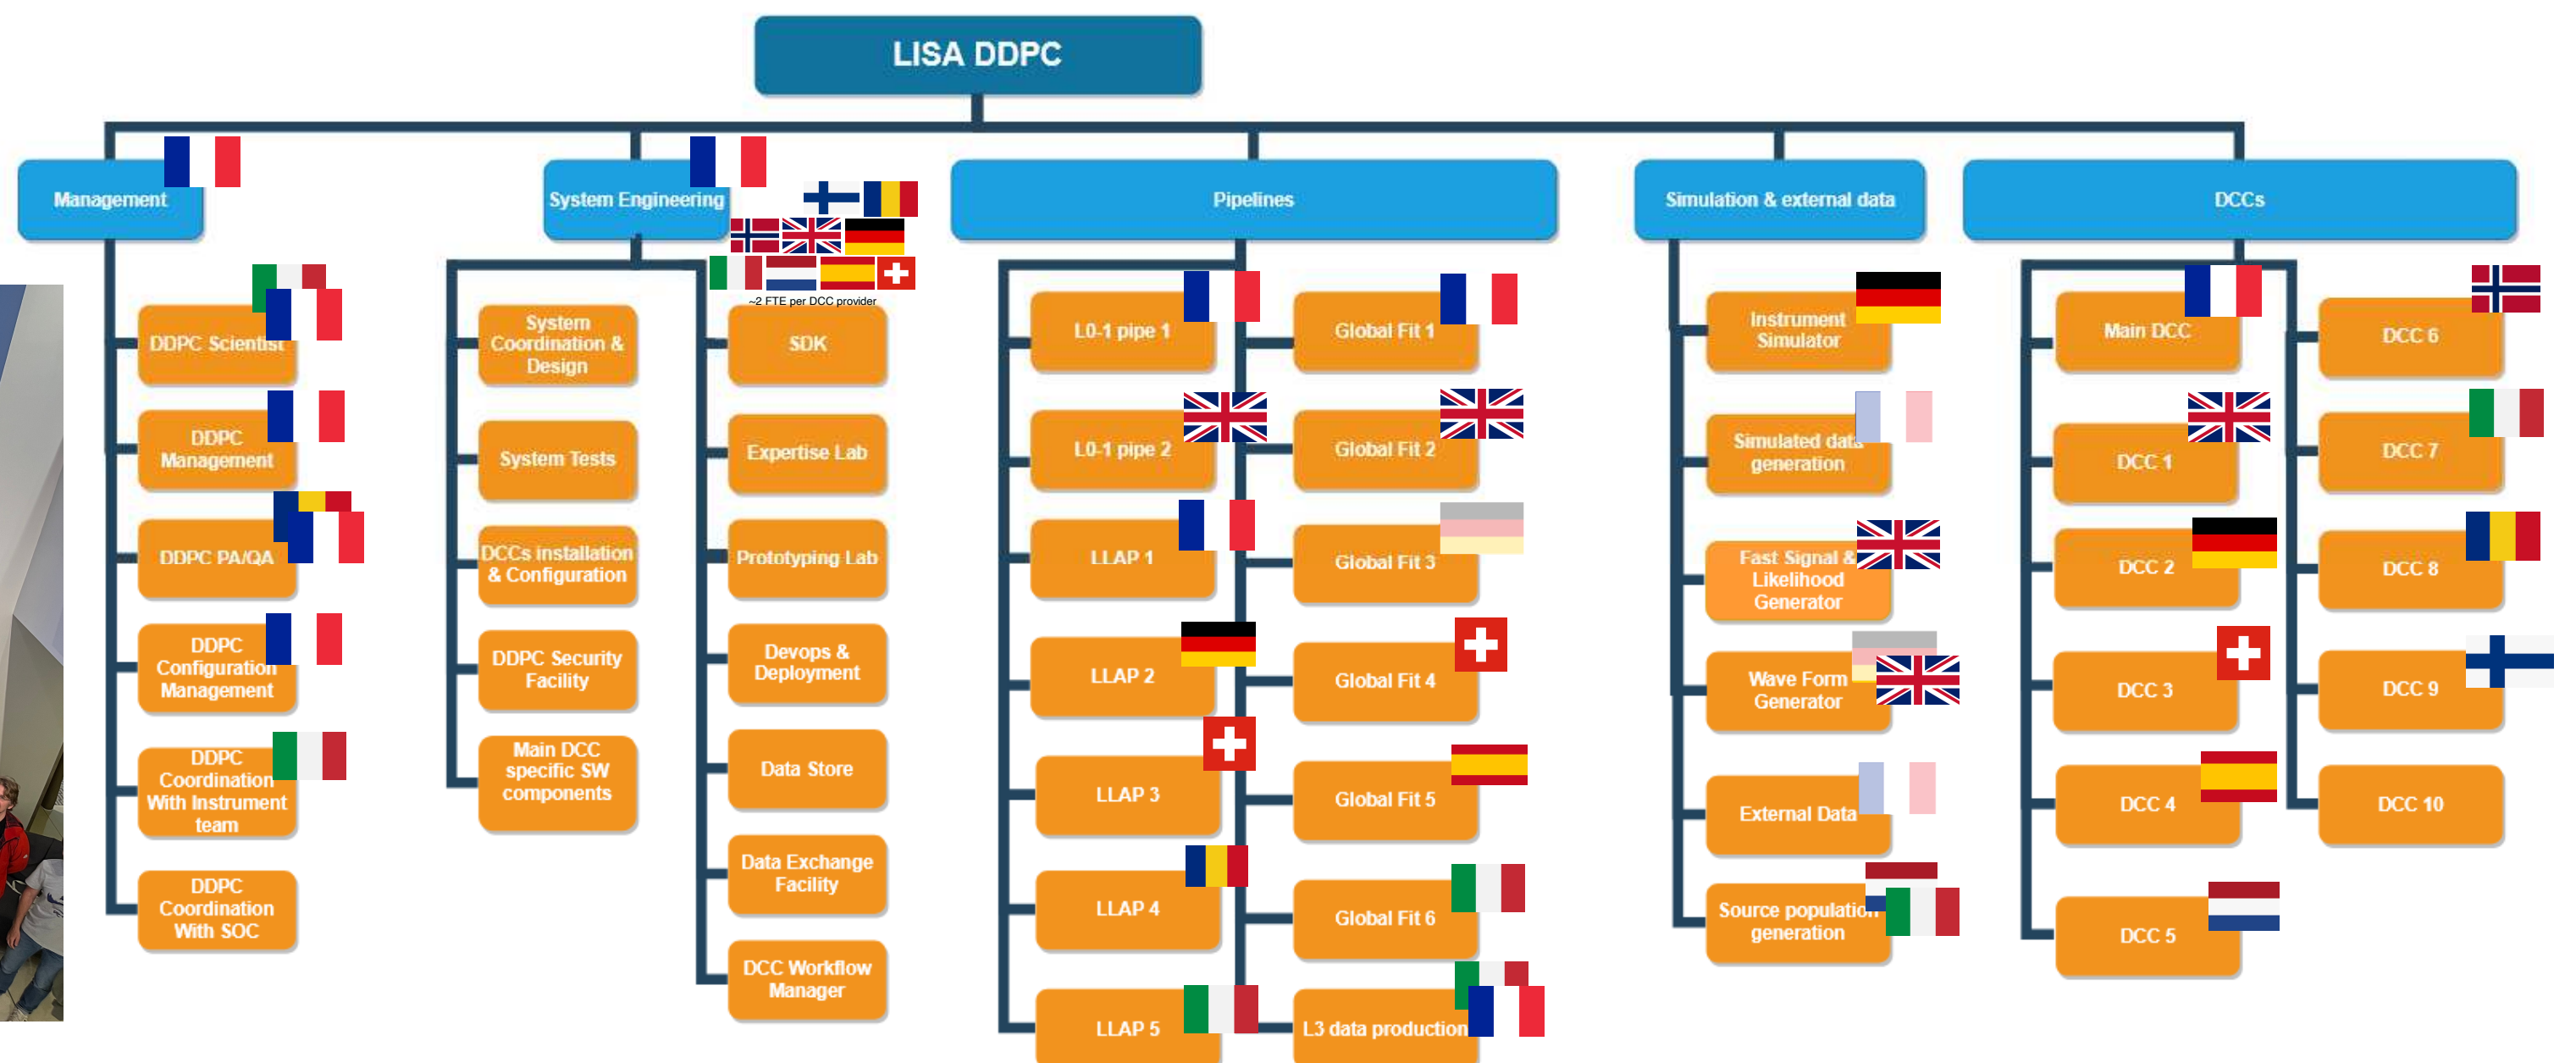 LISA DDPC
Management
System Engineering
Pipelines
Simulation & external data
DCCs
DDPC Scientist
DDPC
Management
DDPC PA/QA
DDPC
Configuration
Management
DDPC
Coordination
With Instrument
team
DDPC
Coordination
With SOC
System
Coordination &
Design
System Tests
DCCs installation
& Configuration
DDPC Security
Facility
Main DCC
specific SW
components
~2 FTE per DCC provider
SDK
Expertise Lab
Prototyping Lab
Devops &
Deployment
Data Store
Data Exchange
Facility
DCC Workflow
Manager
L0-1 pipe 1
L0-1 pipe 2
LLAP 1
LLAP 2
LLAP 3
LLAP 4
LLAP 5
Global Fit 1
Global Fit 2
Global Fit 3
Global Fit 4
Global Fit 5
Global Fit 6
L3 data production
Instrument
Simulator
Simulated data
generation
Fast Signal &
Likelihood
Generator
Wave Form
Generator
External Data
Source population
generation
Main DCC
DCC 1
DCC 2
DCC 3
DCC 4
DCC 5
DCC 6
DCC 7
DCC 8
DCC 9
DCC 10